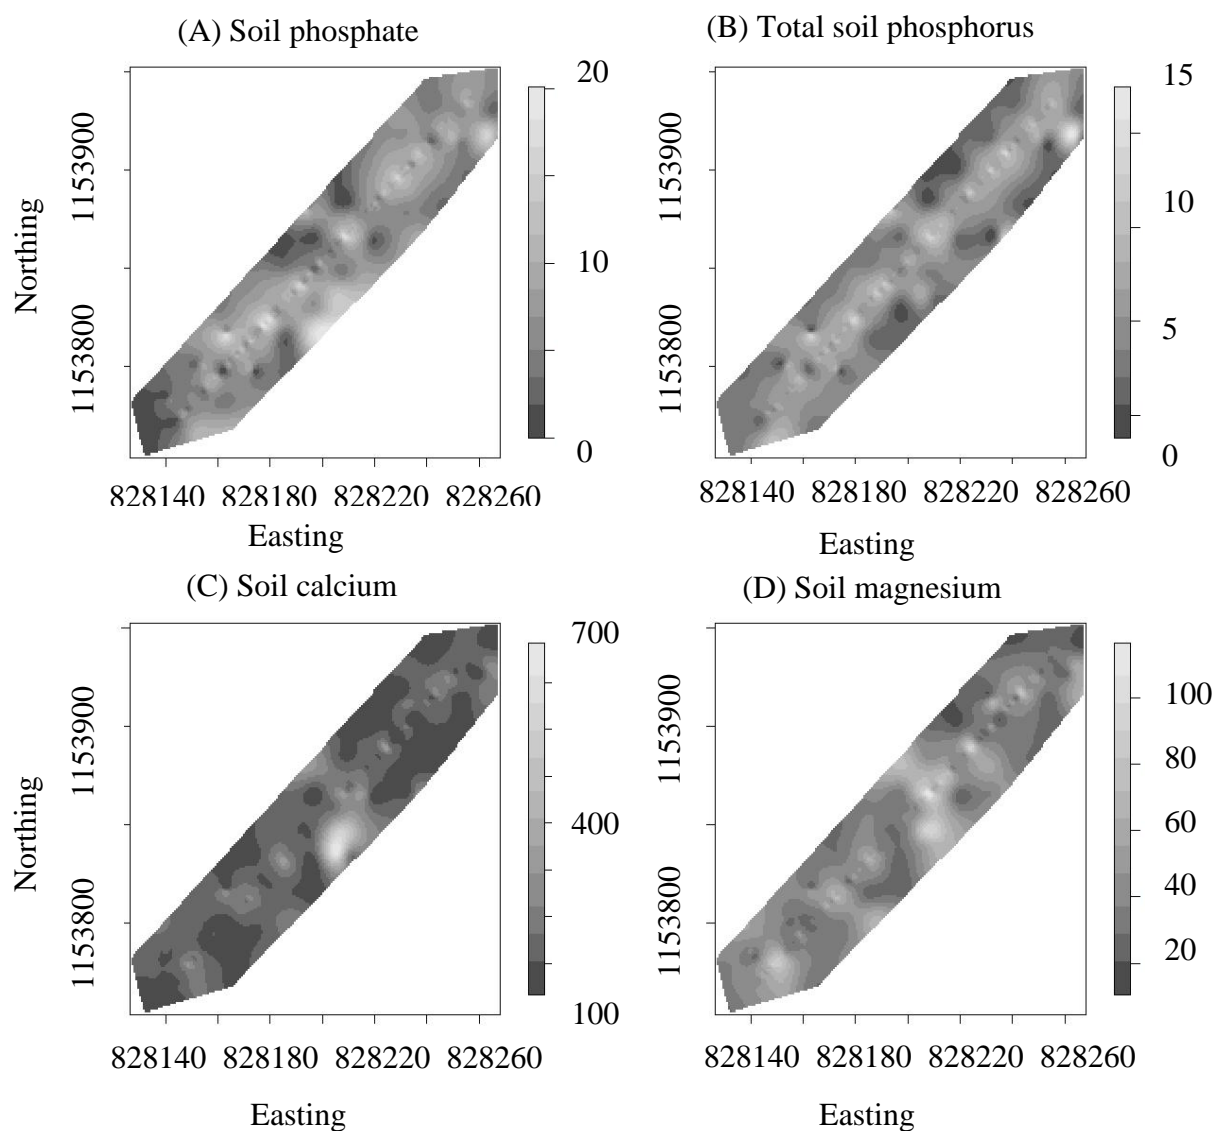 (A) Soil phosphate
(B) Total soil phosphorus
20
10
0
15
10
5
0
Northing
1153900
1153800
1153900
1153800
828140 828180 828220 828260
828140 828180 828220 828260
Easting
Easting
(C) Soil calcium
(D) Soil magnesium
700
400
100
100
80
60
40
20
Northing
1153900
1153800
1153900
1153800
828140 828180 828220 828260
828140 828180 828220 828260
Easting
Easting